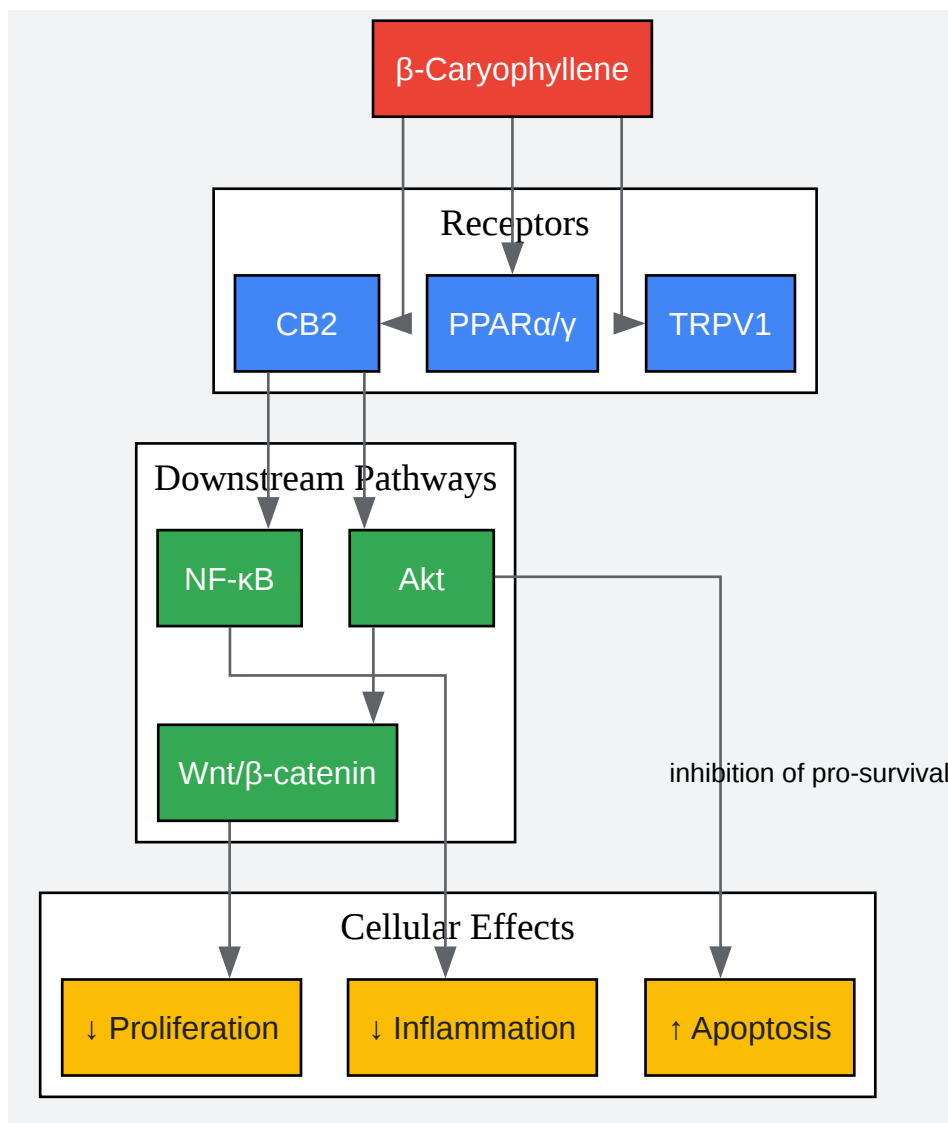 β-Caryophyllene
Receptors
CB2
PPARα/γ
TRPV1
Downstream Pathways
NF-κB
Akt
Wnt/β-catenin
inhibition of pro-survival
Cellular Effects
↓ Proliferation
↓ Inflammation
↑ Apoptosis